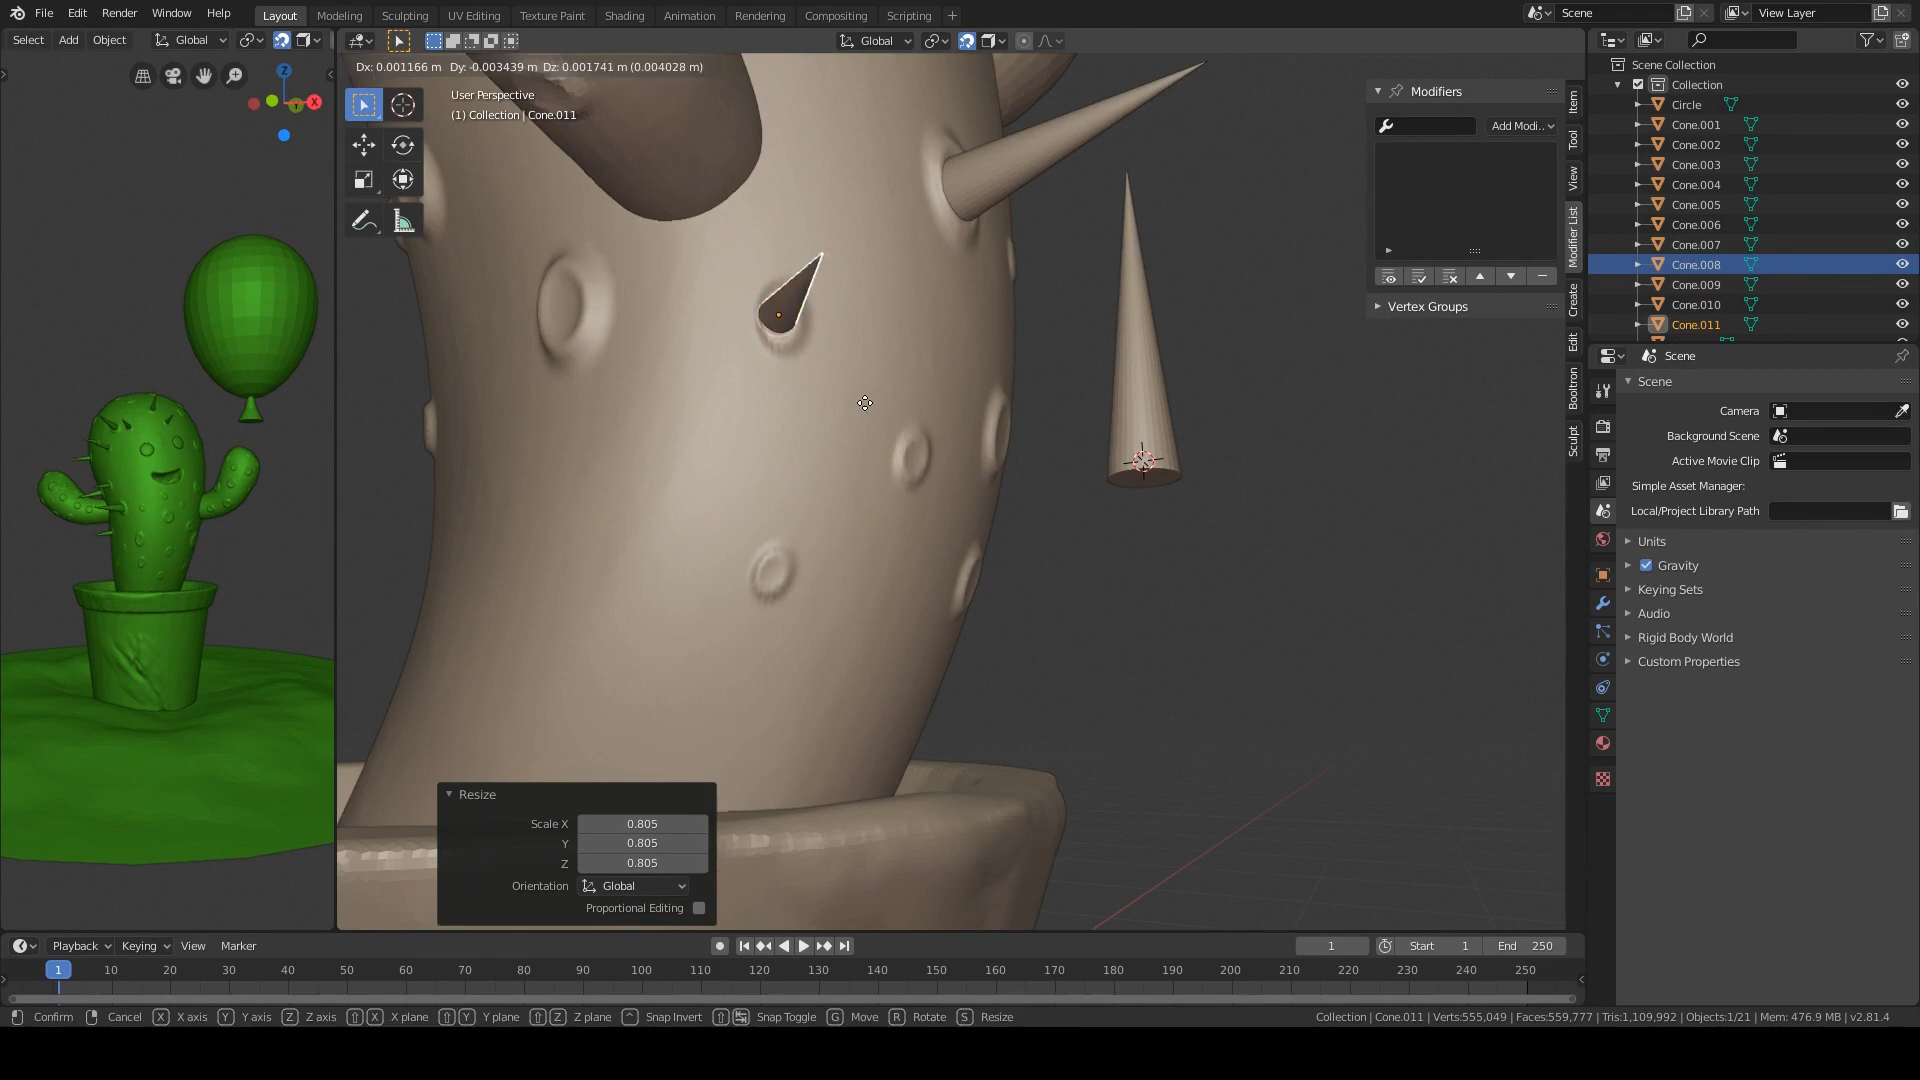 File Edit Render Window Help Layout Modeling Sculpting UV Editing Texture Paint Shading Animation Rendering Compositing Scripting + Scene View Layer
Select Add Object Global Global
Dx: 0.001166 m Dy: -0.003439 m Dz: 0.001741 m (0.004028 m)
User Perspective
(1) Collection | Cone.011
Z
X
Y
Modifiers
Add Modi..
Vertex Groups
Item
Tool
View
Modifier List
Create
Edit
Booltron
Sculpt
Scene Collection
Collection
Circle
Cone.001
Cone.002
Cone.003
Cone.004
Cone.005
Cone.006
Cone.007
Cone.008
Cone.009
Cone.010
Cone.011
Scene
Scene
Camera
Background Scene
Active Movie Clip
Simple Asset Manager:
Local/Project Library Path
Units
Gravity
Keying Sets
Audio
Rigid Body World
Custom Properties
Resize
Scale X 0.805
Y 0.805
Z 0.805
Orientation Global
Proportional Editing
Playback Keying View Marker 1 Start 1 End 250
1 10 20 30 40 50 60 70 80 90 100 110 120 130 140 150 160 170 180 190 200 210 220 230 240 250
Confirm Cancel X X axis Y Y axis Z Z axis X X plane Y Y plane Z Z plane ^ Snap Invert Snap Toggle G Move R Rotate S Resize Collection | Cone.011 | Verts:555,049 | Faces:559,777 | Tris:1,109,992 | Objects:1/21 | Mem: 476.9 MB | v2.81.4